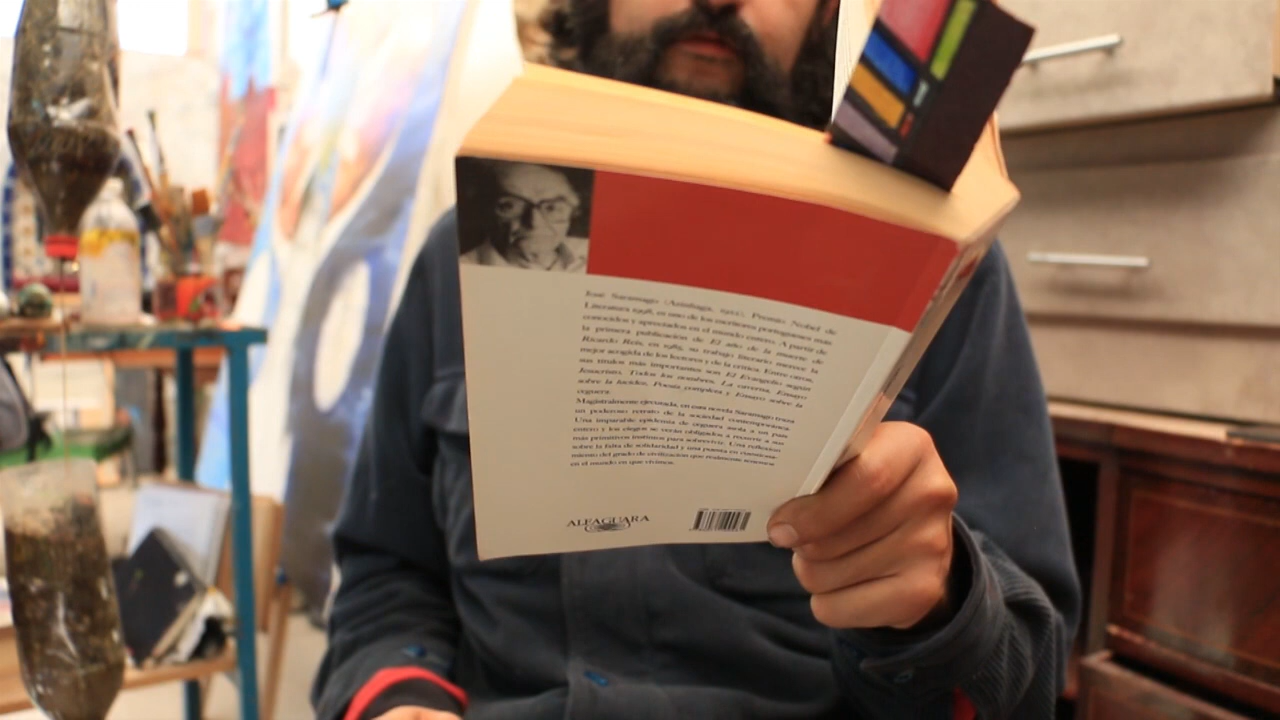 José Saramago (Azinhaga, 1922), Premio Nobel de
Literatura 1998, es uno de los escritores portugueses más
conocidos y apreciados en el mundo entero. A partir de
la primera publicación de El año de la muerte de
Ricardo Reis, en 1985, su trabajo literario merece la
mejor acogida de los lectores y de la crítica. Entre otros,
sus títulos más importantes son El Evangelio según
Jesucristo, Todos los nombres, La caverna, Ensayo
sobre la lucidez, Poesía completa y Ensayo sobre la
ceguera.
Magistralmente ejecutada, en esta novela Saramago traza
un poderoso retrato de la sociedad contemporánea.
Una imparable epidemia de ceguera asola a un país
entero y los ciegos se verán obligados a recurrir a sus
más primitivos instintos para sobrevivir. Una reflexión
sobre la falta de solidaridad y una puesta en cuestiona-
miento del grado de civilización que realmente tenemos
en el mundo en que vivimos.
ALFAGUARA